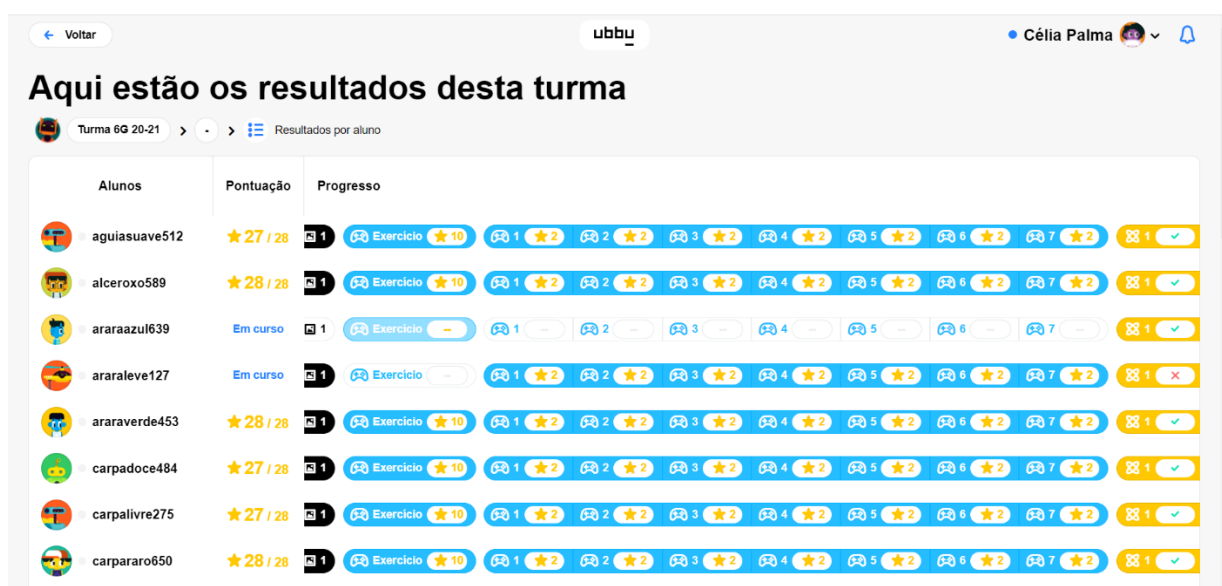 Voltar ubbu Célia Palma
Aqui estão os resultados desta turma
Turma 6G 20-21 > - > Resultados por aluno
Alunos Pontuação Progresso
aguiasuave512 27 / 28 1 Exercicio 10 1 2 2 2 3 2 4 2 5 2 6 2 7 2 1
alceroxo589 28 / 28 1 Exercicio 10 1 2 2 2 3 2 4 2 5 2 6 2 7 2 1
araraazul639 Em curso 1 Exercicio – 1 – 2 – 3 – 4 – 5 – 6 – 7 – 1
araraleve127 Em curso 1 Exercicio – 1 2 2 2 3 2 4 2 5 2 6 2 7 2 1
araraverde453 28 / 28 1 Exercicio 10 1 2 2 2 3 2 4 2 5 2 6 2 7 2 1
carpadoce484 27 / 28 1 Exercicio 10 1 2 2 2 3 2 4 2 5 2 6 2 7 2 1
carpalivre275 27 / 28 1 Exercicio 10 1 2 2 2 3 2 4 2 5 2 6 2 7 2 1
carpararo650 28 / 28 1 Exercicio 10 1 2 2 2 3 2 4 2 5 2 6 2 7 2 1